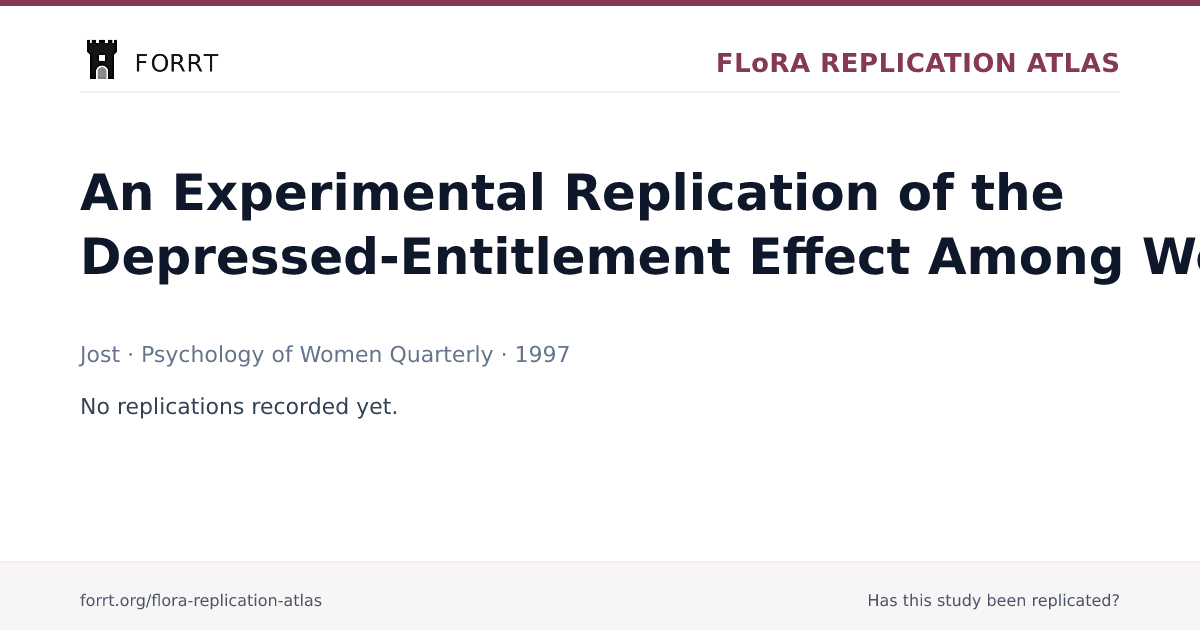 FORRT
FLoRA REPLICATION ATLAS
An Experimental Replication of the
Depressed-Entitlement Effect Among
Jost · Psychology of Women Quarterly · 1997
No replications recorded yet.
forrt.org/flora-replication-atlas
Has this study been replicated?